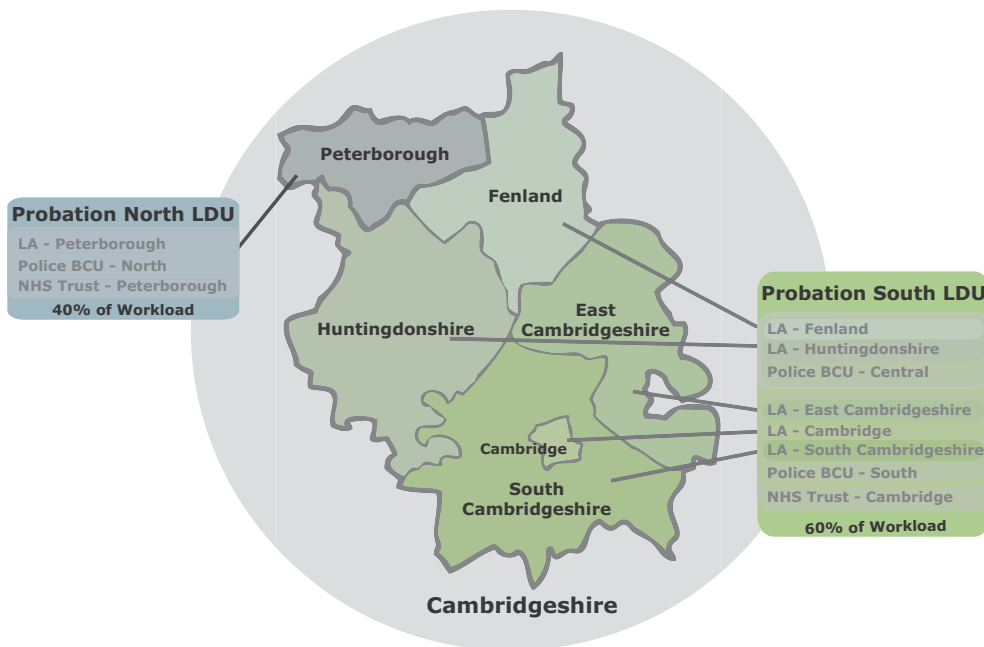 Peterborough
Fenland
Probation North LDU
LA - Peterborough
Police BCU - North
NHS Trust - Peterborough
40% of Workload
Huntingdonshire
East
Cambridgeshire
Probation South LDU
LA - Fenland
LA - Huntingdonshire
Police BCU - Central
LA - East Cambridgeshire
LA - Cambridge
LA - South Cambridgeshire
Police BCU - South
NHS Trust - Cambridge
60% of Workload
Cambridge
South
Cambridgeshire
Cambridgeshire